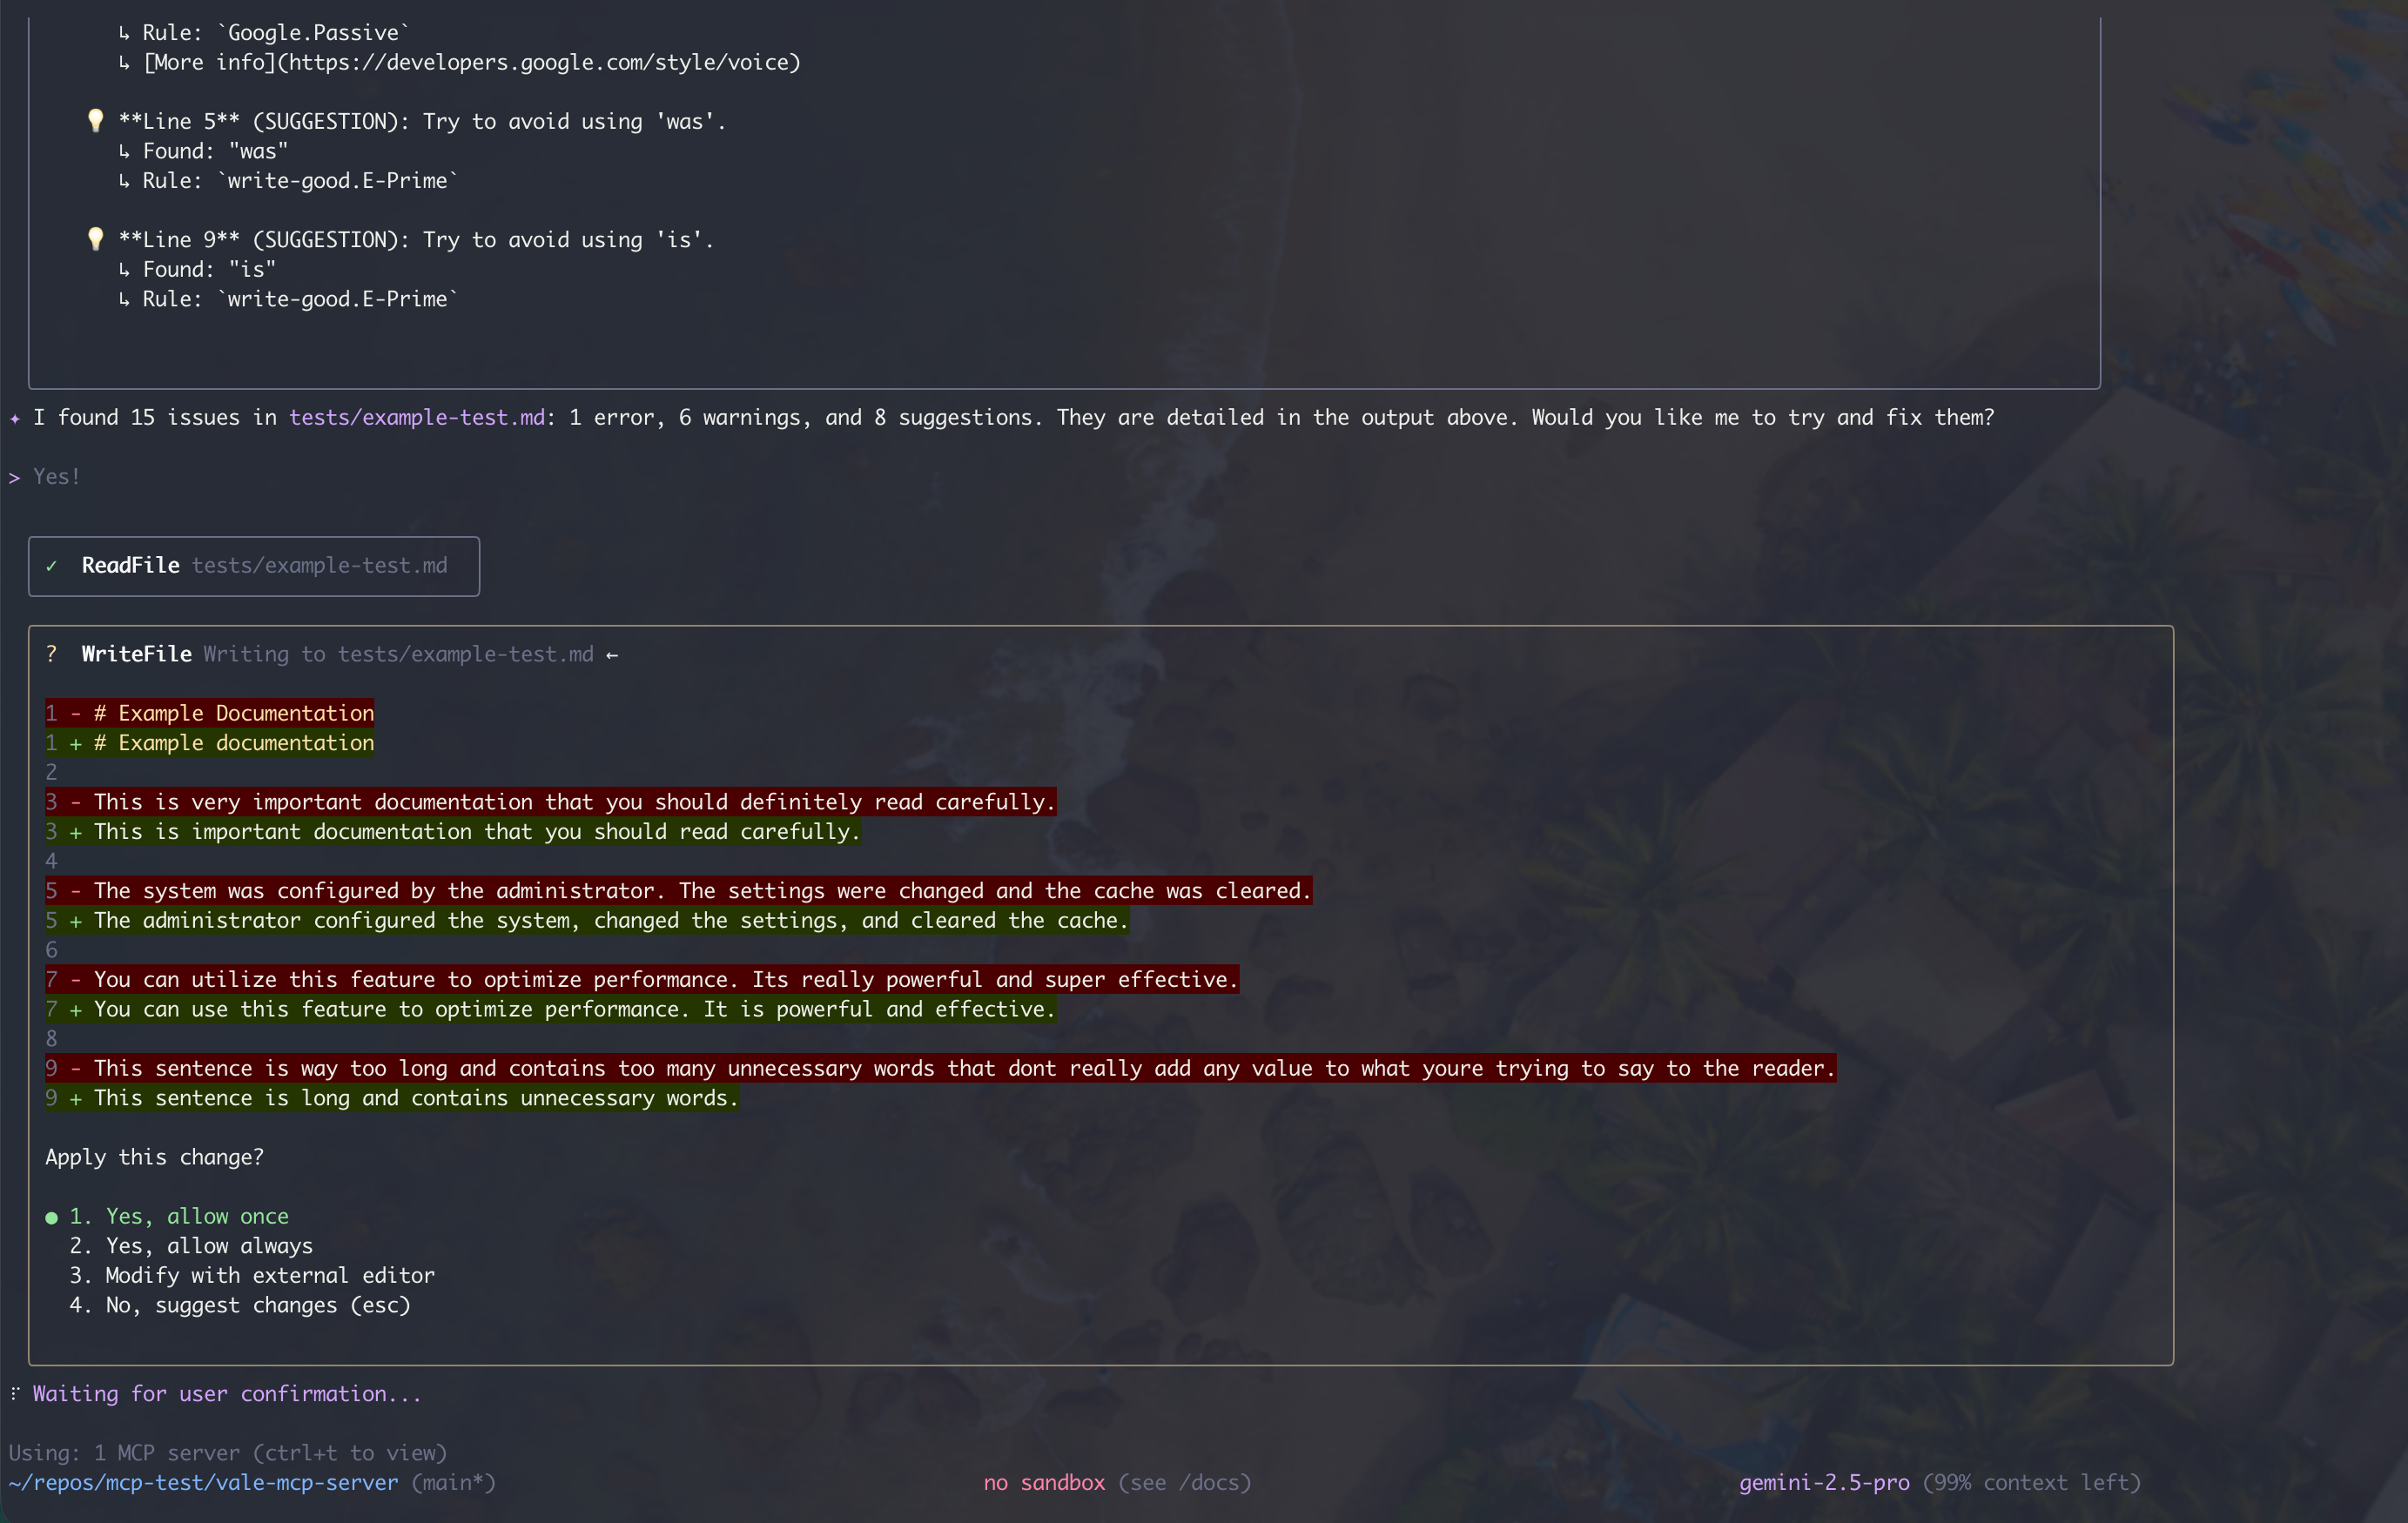 ↳ Rule: `Google.Passive`
↳ [More info](https://developers.google.com/style/voice)
💡 **Line 5** (SUGGESTION): Try to avoid using 'was'.
↳ Found: "was"
↳ Rule: `write-good.E-Prime`
💡 **Line 9** (SUGGESTION): Try to avoid using 'is'.
↳ Found: "is"
↳ Rule: `write-good.E-Prime`
✦ I found 15 issues in tests/example-test.md: 1 error, 6 warnings, and 8 suggestions. They are detailed in the output above. Would you like me to try and fix them?
> Yes!
✓ ReadFile tests/example-test.md
? WriteFile Writing to tests/example-test.md ←
1 - # Example Documentation
1 + # Example documentation
2
3 - This is very important documentation that you should definitely read carefully.
3 + This is important documentation that you should read carefully.
4
5 - The system was configured by the administrator. The settings were changed and the cache was cleared.
5 + The administrator configured the system, changed the settings, and cleared the cache.
6
7 - You can utilize this feature to optimize performance. Its really powerful and super effective.
7 + You can use this feature to optimize performance. It is powerful and effective.
8
9 - This sentence is way too long and contains too many unnecessary words that dont really add any value to what youre trying to say to the reader.
9 + This sentence is long and contains unnecessary words.
Apply this change?
● 1. Yes, allow once
2. Yes, allow always
3. Modify with external editor
4. No, suggest changes (esc)
⠏ Waiting for user confirmation...
Using: 1 MCP server (ctrl+t to view)
~/repos/mcp-test/vale-mcp-server (main*) no sandbox (see /docs) gemini-2.5-pro (99% context left)